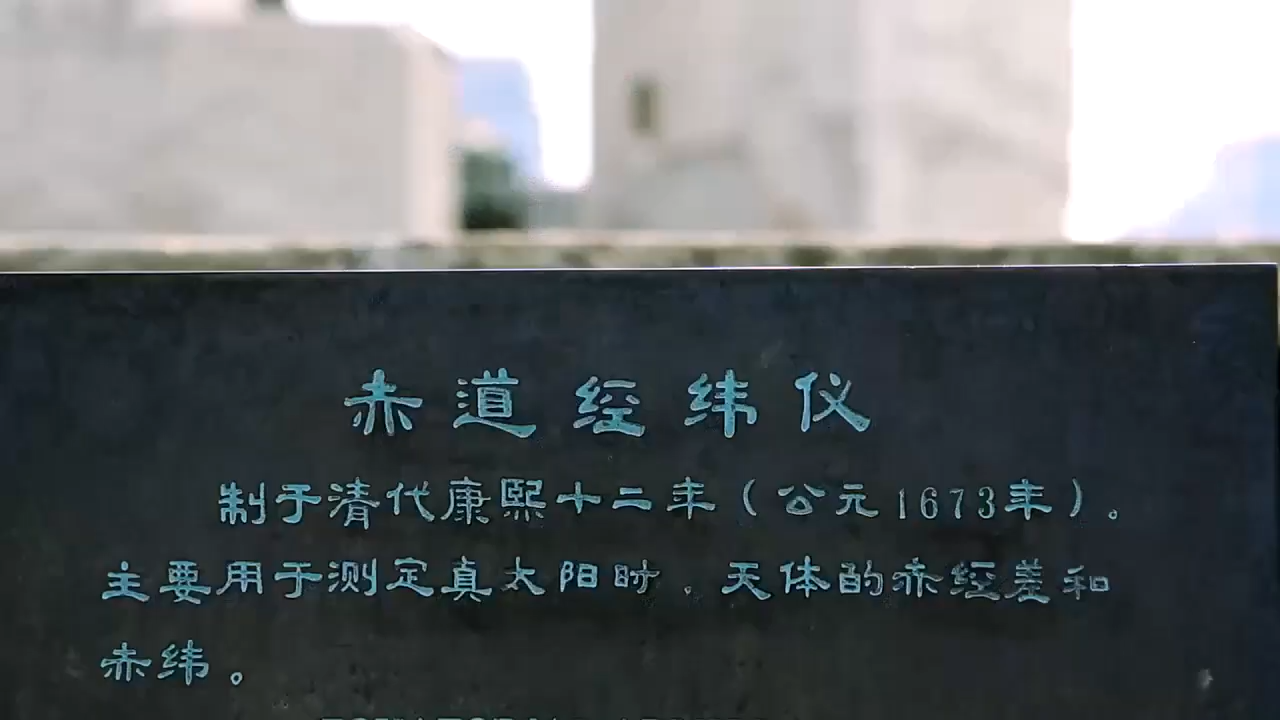 赤道经纬仪
制于清代康熙十二年（公元1673年）。
主要用于测定真太阳时。天体的赤经差和
赤纬。